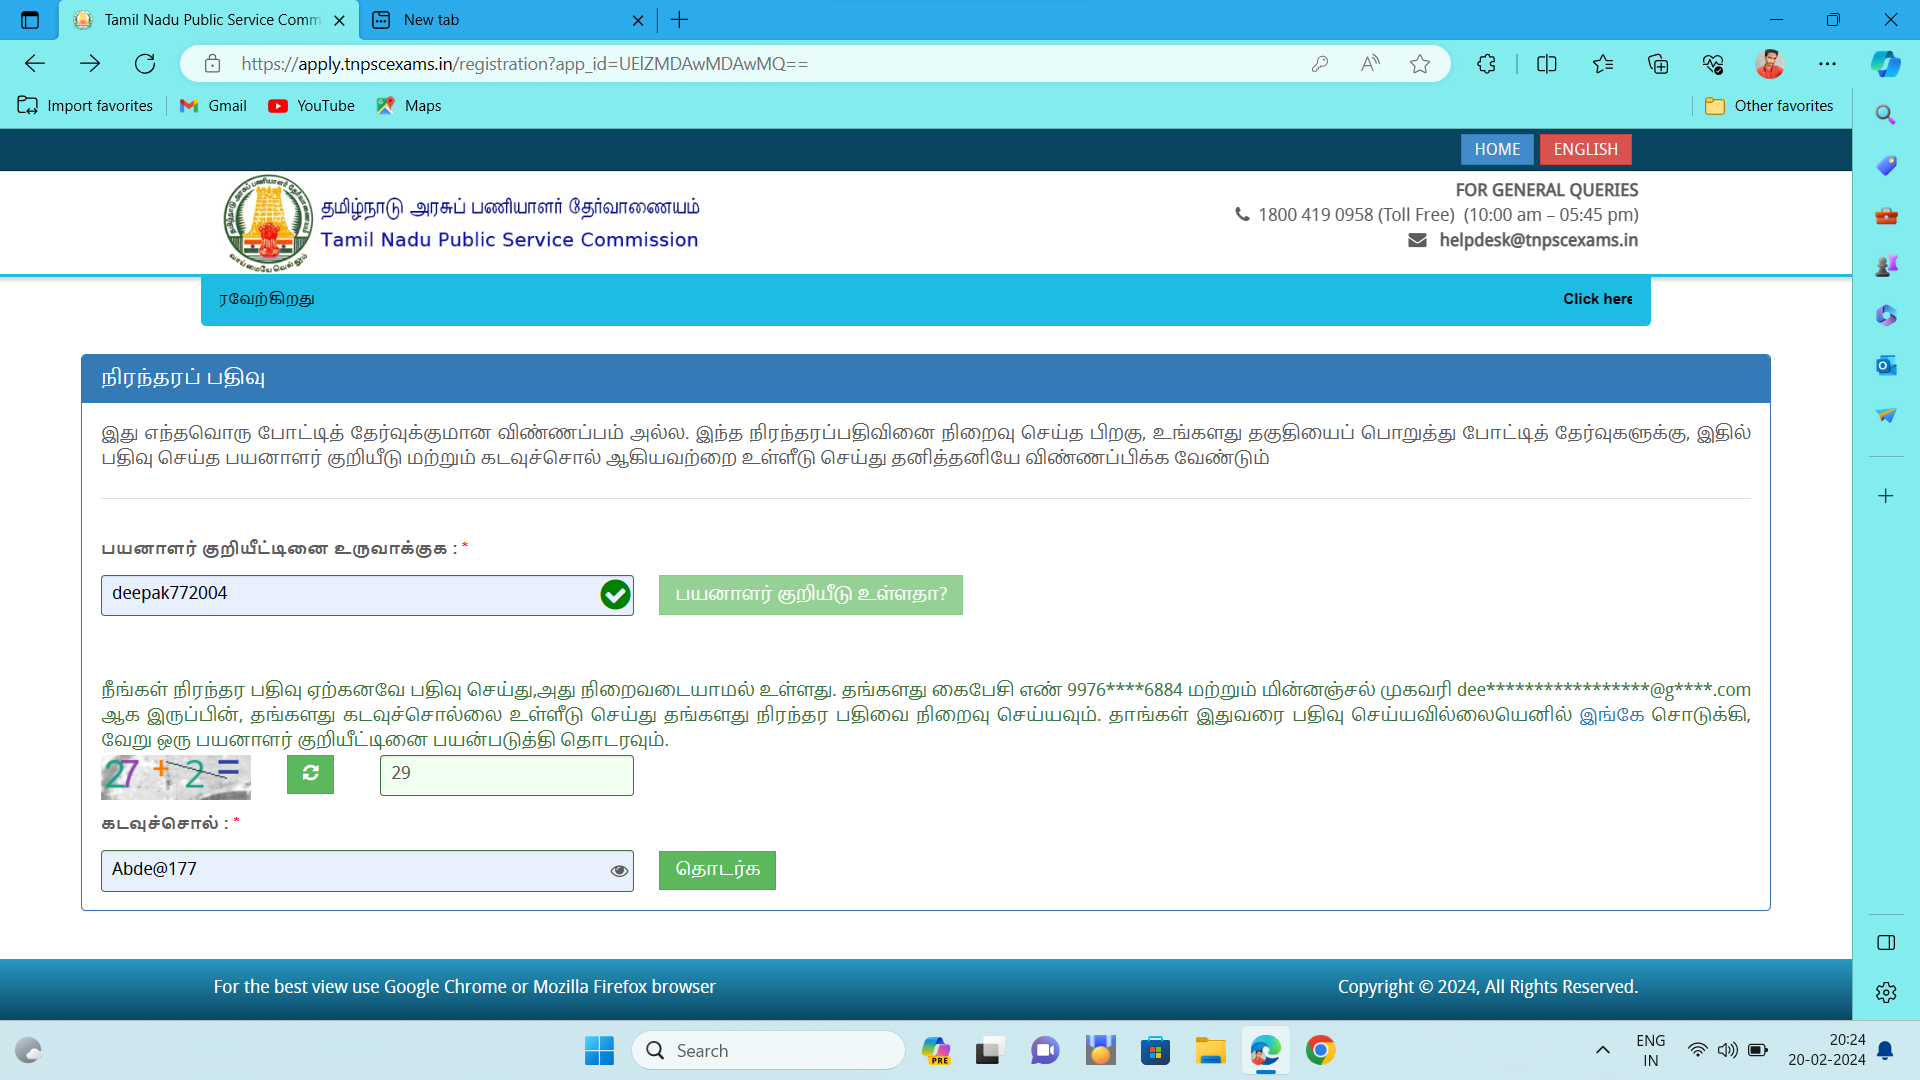 Tamil Nadu Public Service Comm
New tab
https://apply.tnpscexams.in/registration?app_id=UElZMDAwMDAwMQ==
Import favorites
Gmail
YouTube
Maps
Other favorites
HOME
ENGLISH
தமிழ்நாடு அரசுப் பணியாளர் தேர்வாணையம்
Tamil Nadu Public Service Commission
FOR GENERAL QUERIES
1800 419 0958 (Toll Free) (10:00 am – 05:45 pm)
helpdesk@tnpscexams.in
ரவேற்கிறது
Click here
நிரந்தரப் பதிவு
இது எந்தவொரு போட்டித் தேர்வுக்குமான விண்ணப்பம் அல்ல. இந்த நிரந்தரப்பதிவினை நிறைவு செய்த பிறகு, உங்களது தகுதியைப் பொறுத்து போட்டித் தேர்வுகளுக்கு, இதில்
பதிவு செய்த பயனாளர் குறியீடு மற்றும் கடவுச்சொல் ஆகியவற்றை உள்ளீடு செய்து தனித்தனியே விண்ணப்பிக்க வேண்டும்
பயனாளர் குறியீட்டினை உருவாக்குக : *
deepak772004
பயனாளர் குறியீடு உள்ளதா?
நீங்கள் நிரந்தர பதிவு ஏற்கனவே பதிவு செய்து,அது நிறைவடையாமல் உள்ளது. தங்களது கைபேசி எண் 9976****6884 மற்றும் மின்னஞ்சல் முகவரி dee*****************@g****.com
ஆக இருப்பின், தங்களது கடவுச்சொல்லை உள்ளீடு செய்து தங்களது நிரந்தர பதிவை நிறைவு செய்யவும். தாங்கள் இதுவரை பதிவு செய்யவில்லையெனில் இங்கே சொடுக்கி,
வேறு ஒரு பயனாளர் குறியீட்டினை பயன்படுத்தி தொடரவும்.
27 + 2 =
29
கடவுச்சொல் : *
Abde@177
தொடர்க
For the best view use Google Chrome or Mozilla Firefox browser
Copyright © 2024, All Rights Reserved.
Search
PRE
ENG
IN
20:24
20-02-2024